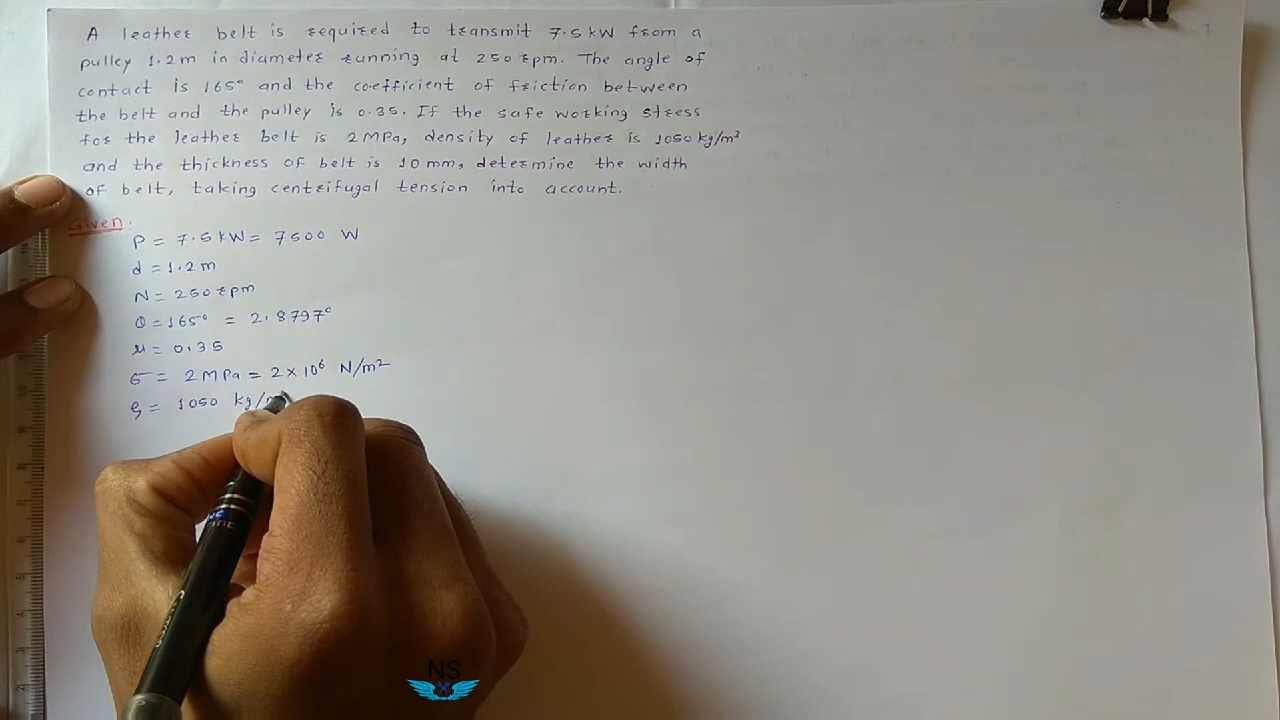 A leather belt is required to transmit 7.5 kW from a
pulley 1.2 m in diameter running at 250 rpm. The angle of
contact is 165° and the coefficient of friction between
the belt and the pulley is 0.35. If the safe working stress
for the leather belt is 2 MPa, density of leather is 1050 kg/m³
and the thickness of belt is 10 mm, determine the width
of belt, taking centrifugal tension into account.
Given:
P = 7.5 kW = 7500 W
d = 1.2 m
N = 250 rpm
θ = 165° = 2.8797ᶜ
μ = 0.35
σ = 2 MPa = 2 × 10⁶ N/m²
ρ = 1050 kg/
NS